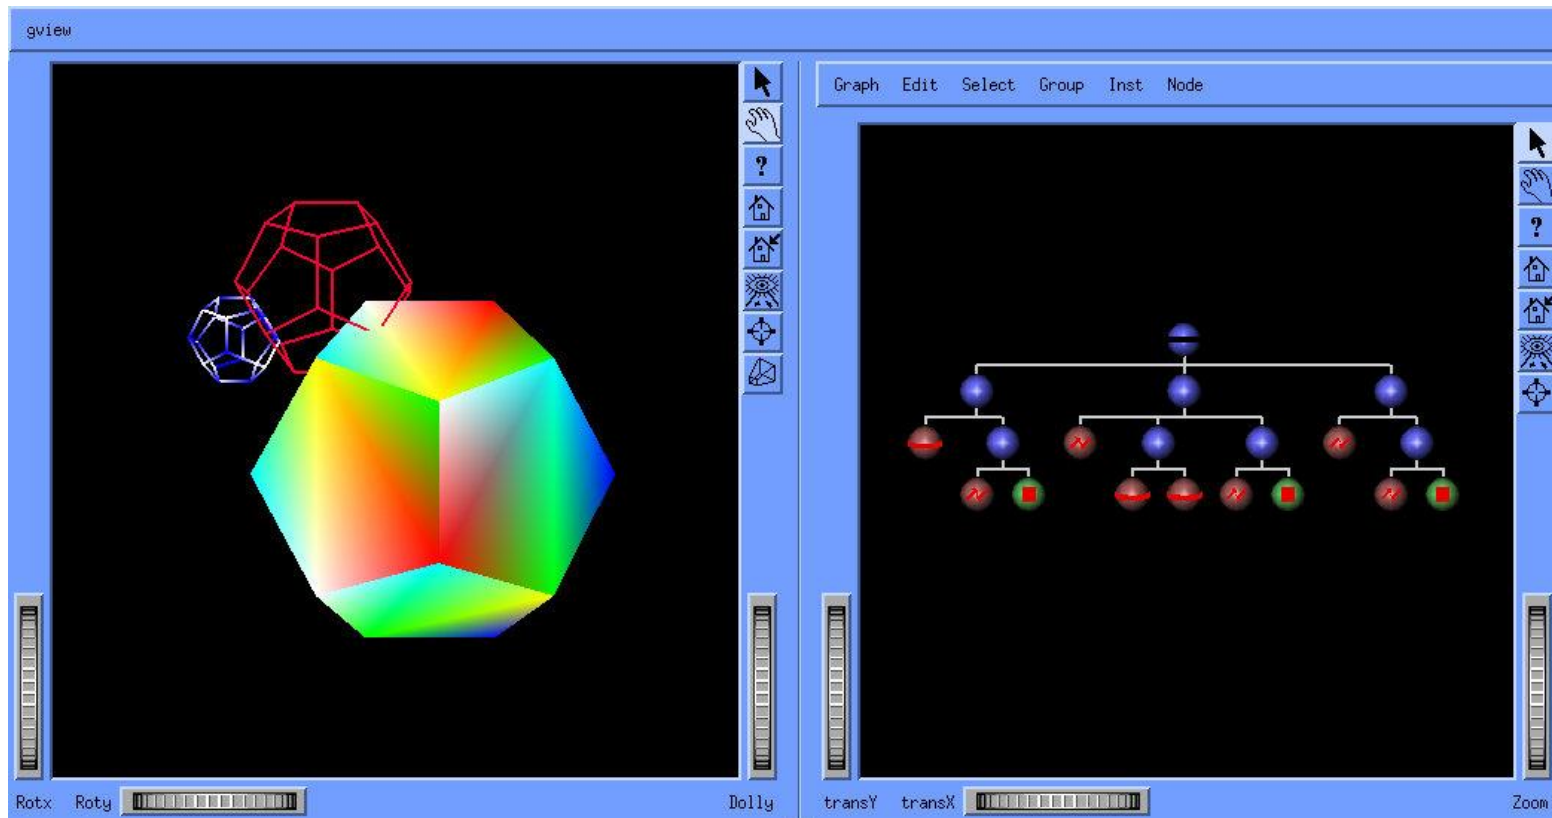 gview
Graph Edit Select Group Inst Node
?
?
Rotx Roty Dolly
transY transX Zoom